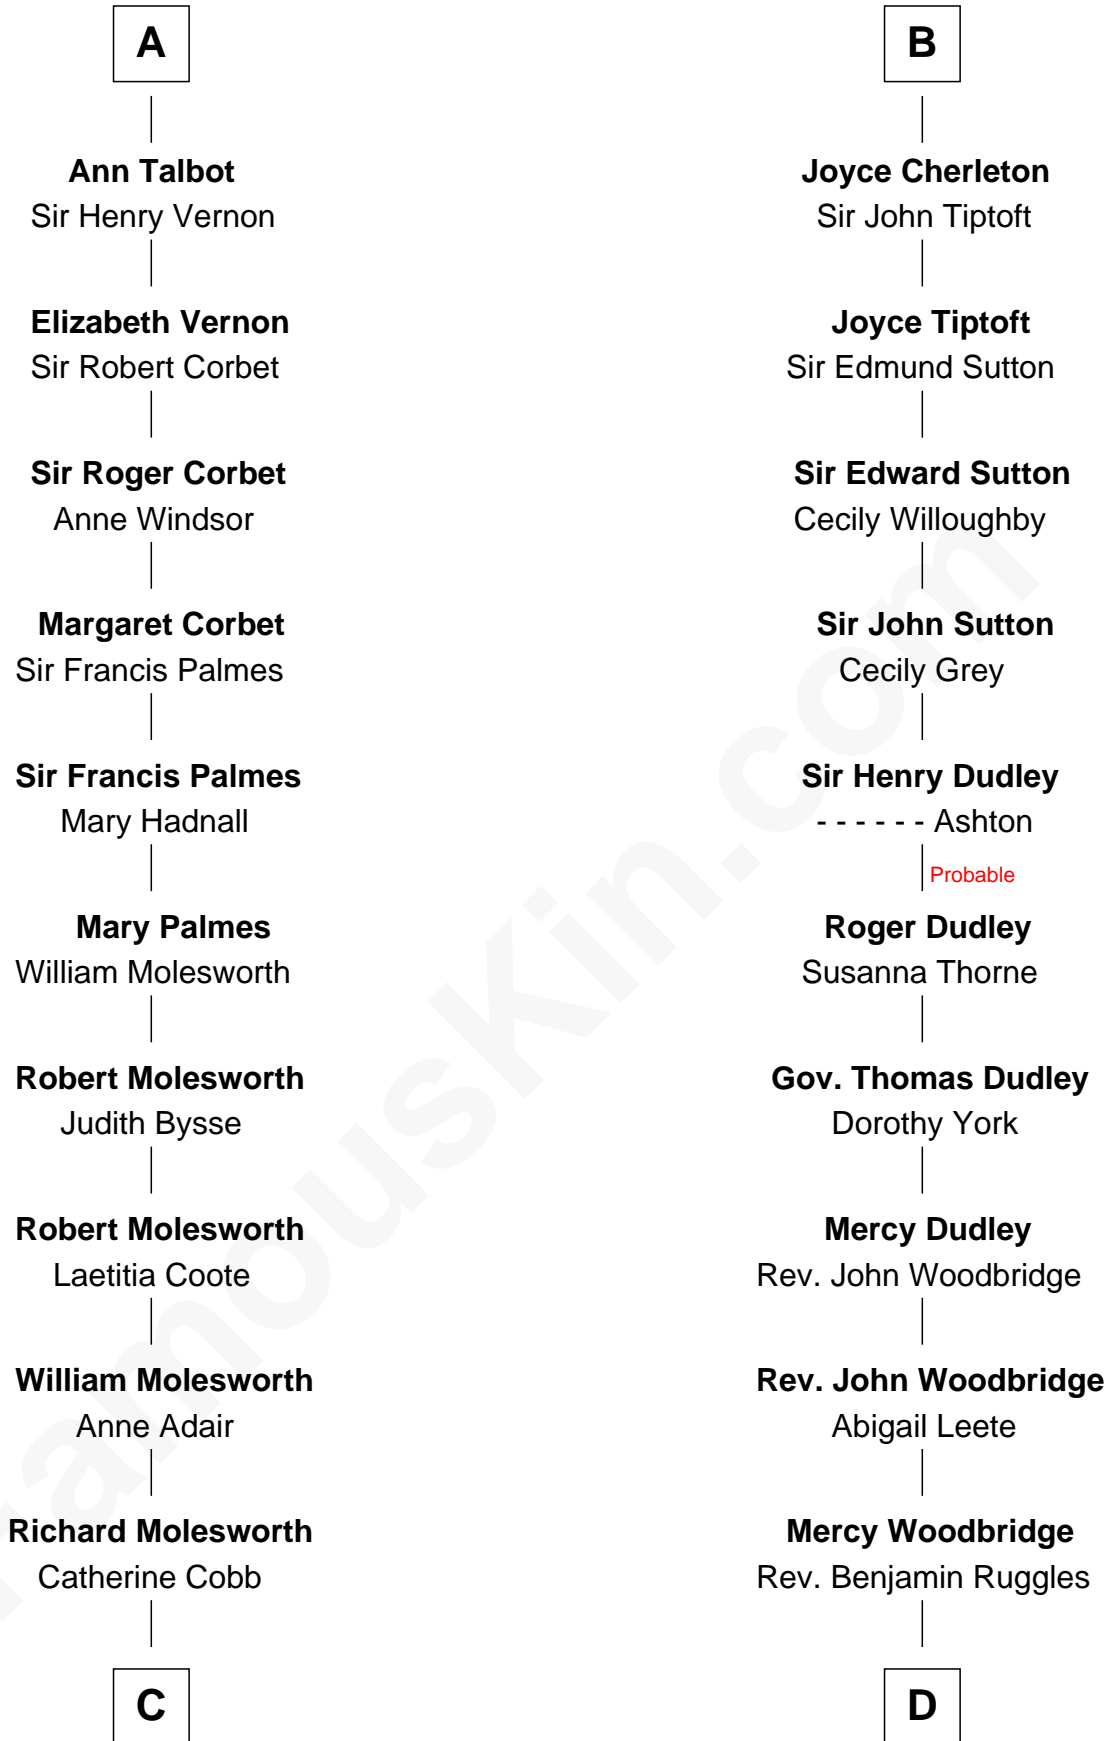 A
Ann Talbot
Sir Henry Vernon
Elizabeth Vernon
Sir Robert Corbet
Sir Roger Corbet
Anne Windsor
Margaret Corbet
Sir Francis Palmes
Sir Francis Palmes
Mary Hadnall
Mary Palmes
William Molesworth
Robert Molesworth
Judith Bysse
Robert Molesworth
Laetitia Coote
William Molesworth
Anne Adair
Richard Molesworth
Catherine Cobb
C
B
Joyce Cherleton
Sir John Tiptoft
Joyce Tiptoft
Sir Edmund Sutton
Sir Edward Sutton
Cecily Willoughby
Sir John Sutton
Cecily Grey
Sir Henry Dudley
- - - - - - Ashton
Probable
Roger Dudley
Susanna Thorne
Gov. Thomas Dudley
Dorothy York
Mercy Dudley
Rev. John Woodbridge
Rev. John Woodbridge
Abigail Leete
Mercy Woodbridge
Rev. Benjamin Ruggles
D
FamousKin.com